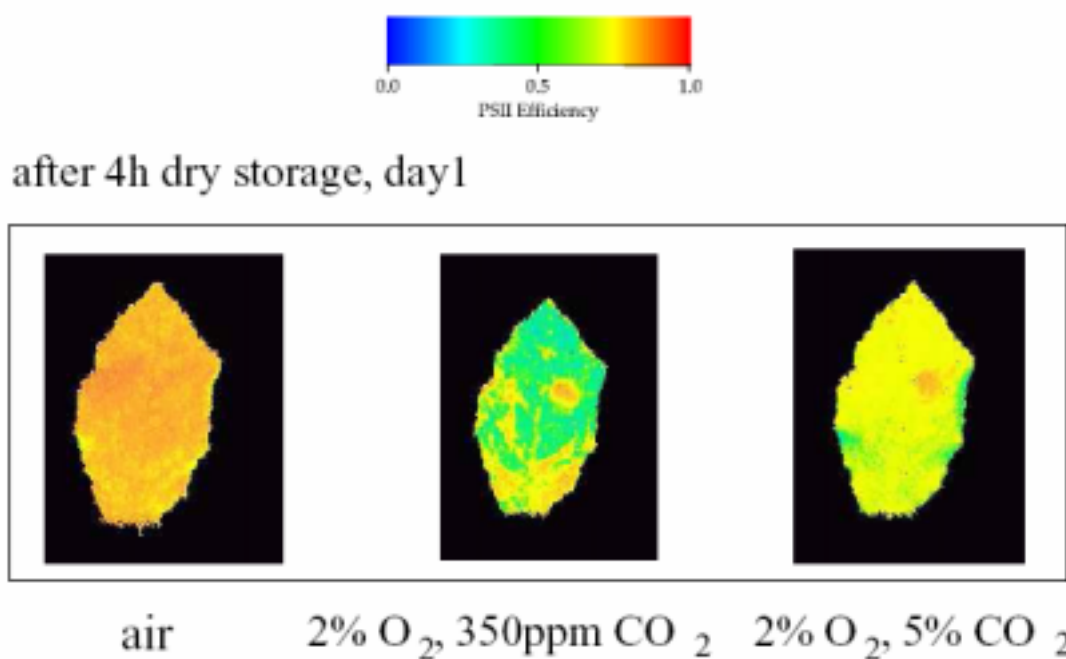 0.0 0.5 1.0
PSII Efficiency
after 4h dry storage, day1
air 2% O2, 350ppm CO2 2% O2, 5% CO2